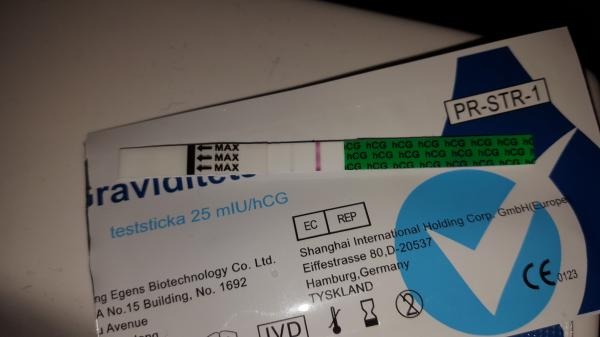 PR-STR-1
MAX hCG hCG hCG hCG hCG hCG hCG hCG
MAX hCG hCG hCG hCG hCG hCG hCG
MAX hCG hCG hCG hCG hCG hCG hCG
teststicka 25 mIU/hCG
EC REP
Shanghai International Holding Corp. GmbH(Europe
Eiffestrasse 80,D-20537
Hamburg,Germany
TYSKLAND
Egens Biotechnology Co. Ltd.
No.15 Building, No. 1692
Avenue
CE 0123
IVD
2